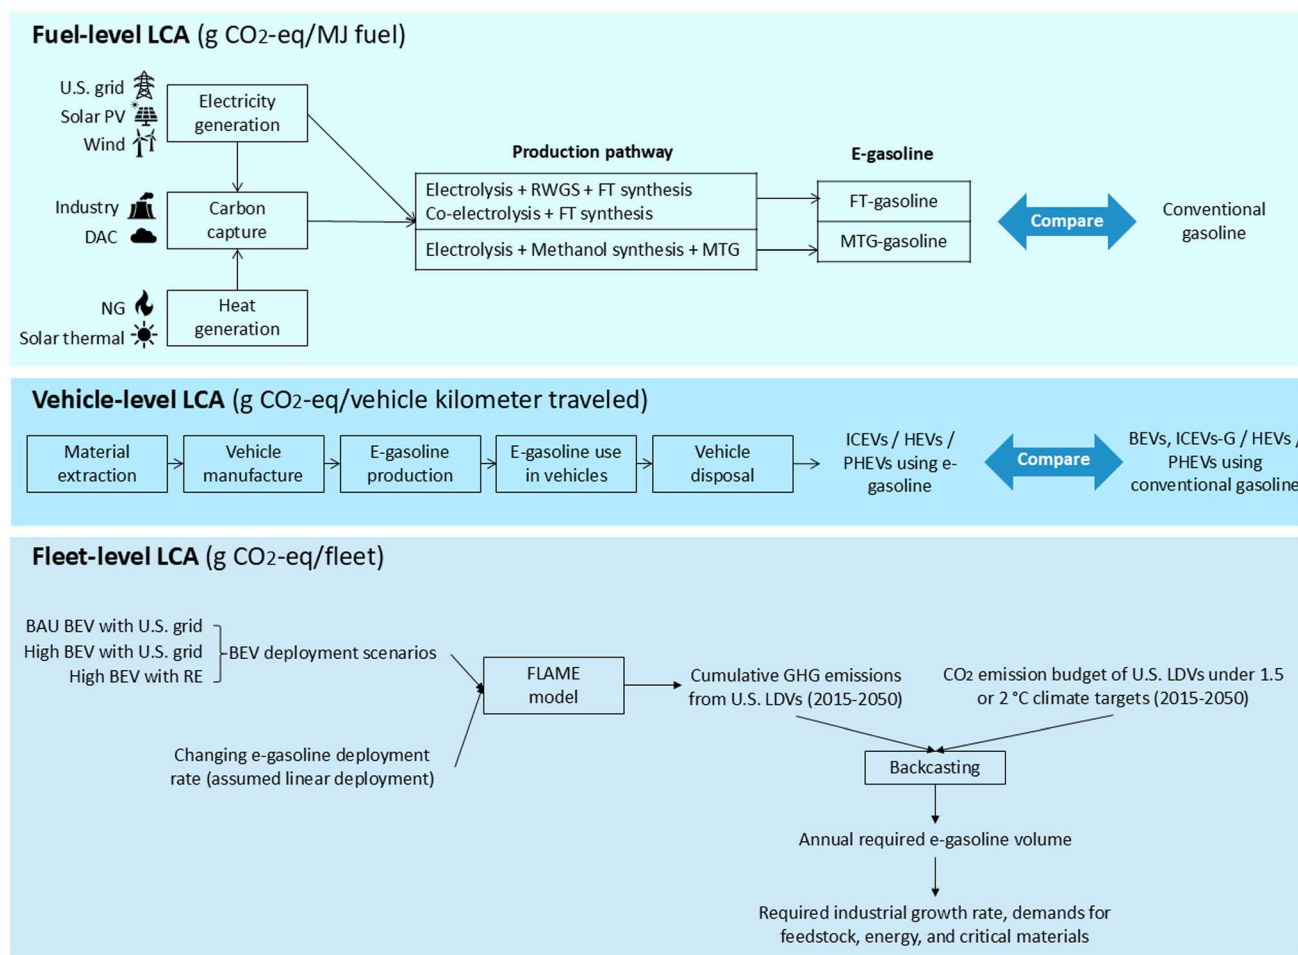 Fuel-level LCA (g CO2-eq/MJ fuel)
U.S. grid
Solar PV
Wind
Electricity
generation
Industry
DAC
Carbon
capture
NG
Solar thermal
Heat
generation
Production pathway
Electrolysis + RWGS + FT synthesis
Co-electrolysis + FT synthesis
Electrolysis + Methanol synthesis + MTG
E-gasoline
FT-gasoline
MTG-gasoline
Compare
Conventional
gasoline
Vehicle-level LCA (g CO2-eq/vehicle kilometer traveled)
Material
extraction
Vehicle
manufacture
E-gasoline
production
E-gasoline use
in vehicles
Vehicle
disposal
ICEVs / HEVs /
PHEVs using e-
gasoline
Compare
BEVs, ICEVs-G / HEVs /
PHEVs using
conventional gasoline
Fleet-level LCA (g CO2-eq/fleet)
BAU BEV with U.S. grid
High BEV with U.S. grid
High BEV with RE
BEV deployment scenarios
Changing e-gasoline deployment
rate (assumed linear deployment)
FLAME
model
Cumulative GHG emissions
from U.S. LDVs (2015-2050)
CO2 emission budget of U.S. LDVs under 1.5
or 2 °C climate targets (2015-2050)
Backcasting
Annual required e-gasoline volume
Required industrial growth rate, demands for
feedstock, energy, and critical materials